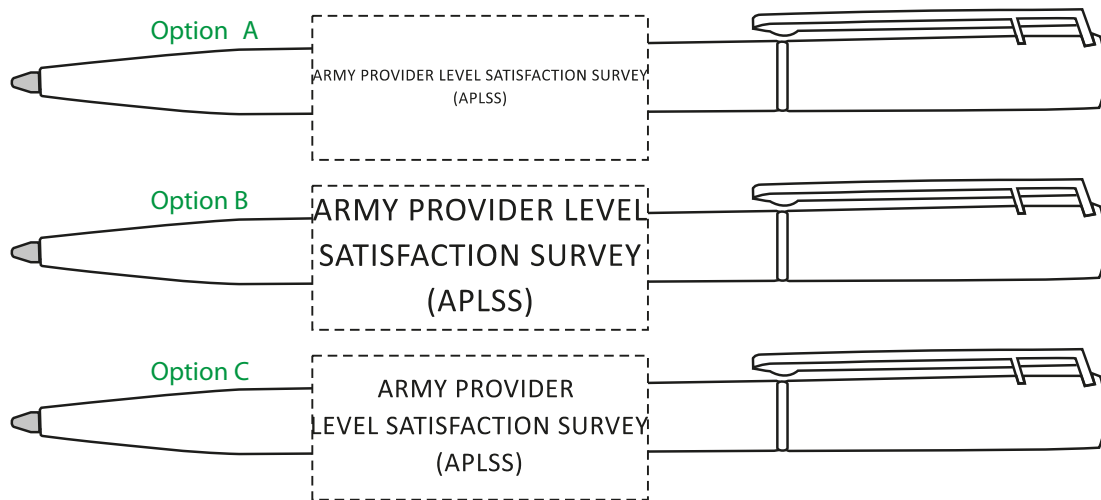 Option A
ARMY PROVIDER LEVEL SATISFACTION SURVEY
(APLSS)
Option B
ARMY PROVIDER LEVEL
SATISFACTION SURVEY
(APLSS)
Option C
ARMY PROVIDER
LEVEL SATISFACTION SURVEY
(APLSS)